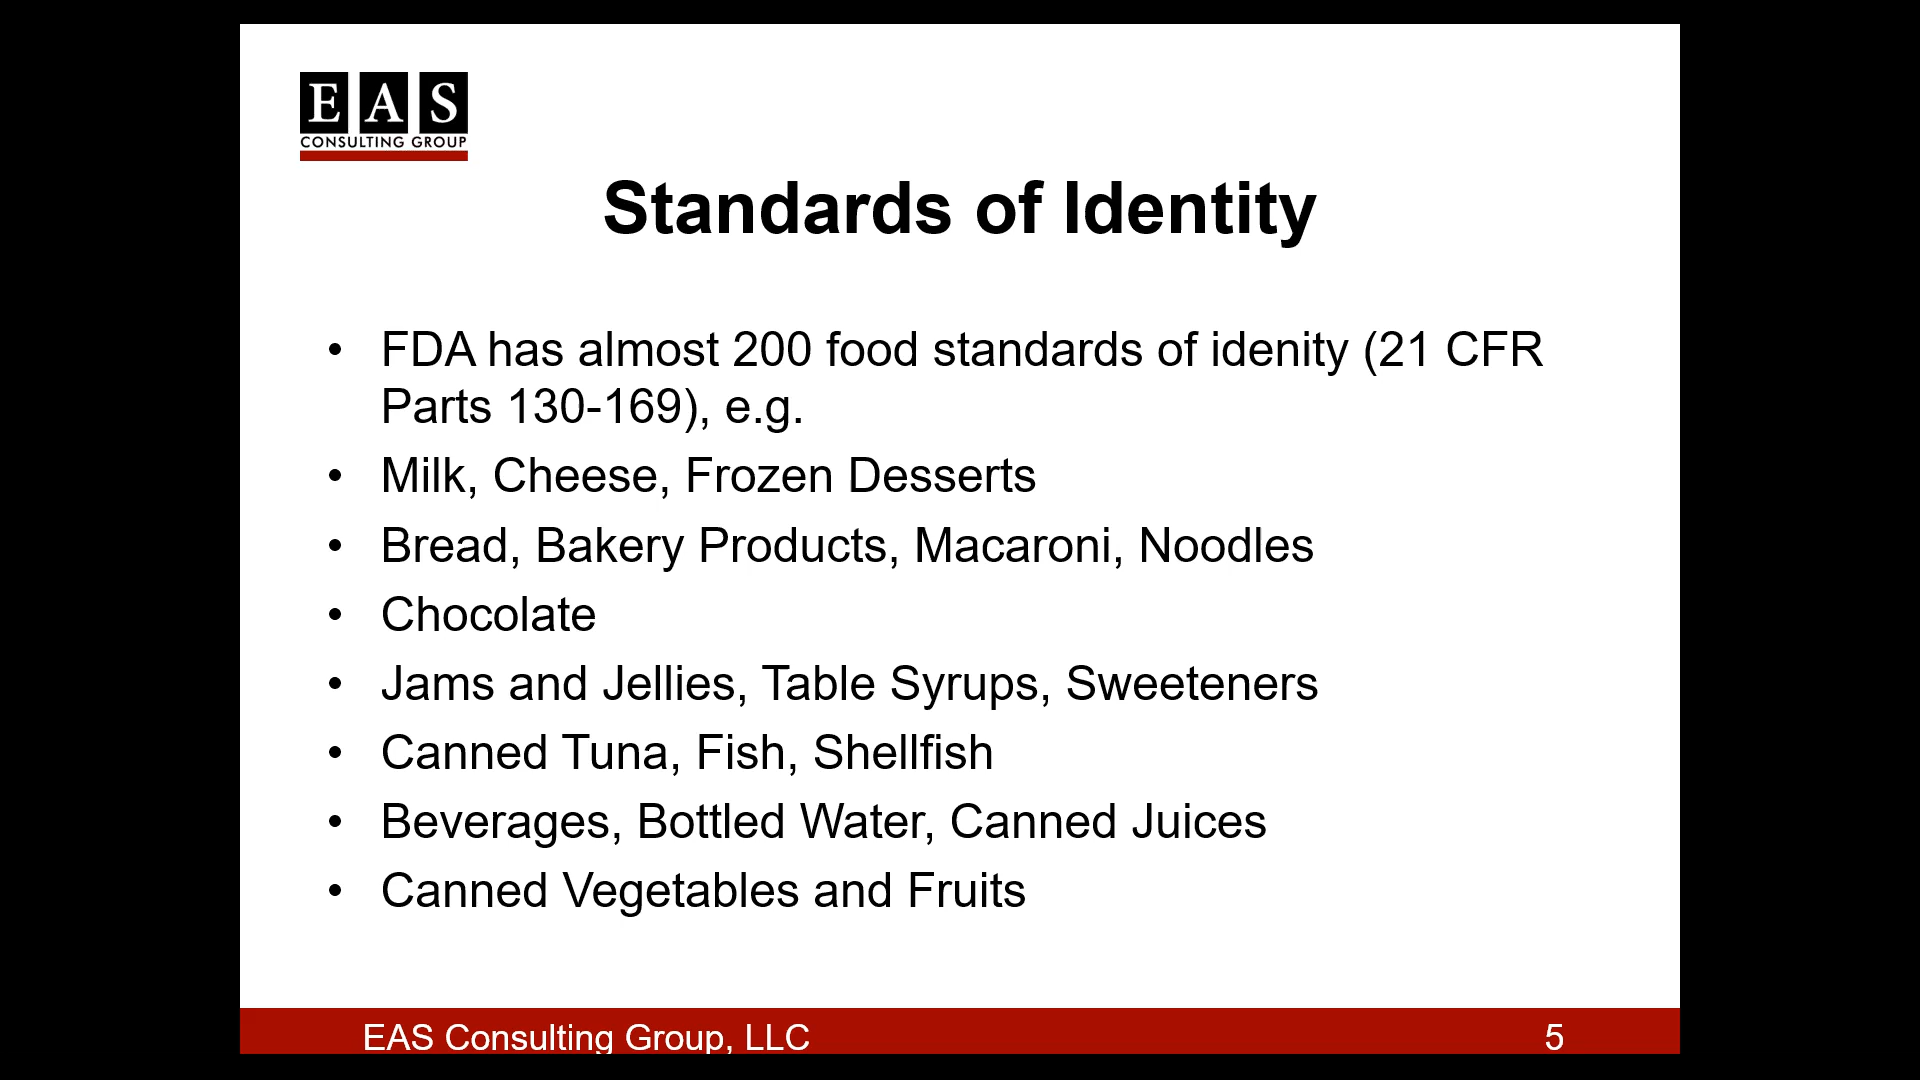 EAS
CONSULTING GROUP
Standards of Identity
• FDA has almost 200 food standards of idenity (21 CFR
Parts 130-169), e.g.
• Milk, Cheese, Frozen Desserts
• Bread, Bakery Products, Macaroni, Noodles
• Chocolate
• Jams and Jellies, Table Syrups, Sweeteners
• Canned Tuna, Fish, Shellfish
• Beverages, Bottled Water, Canned Juices
• Canned Vegetables and Fruits
EAS Consulting Group, LLC 5